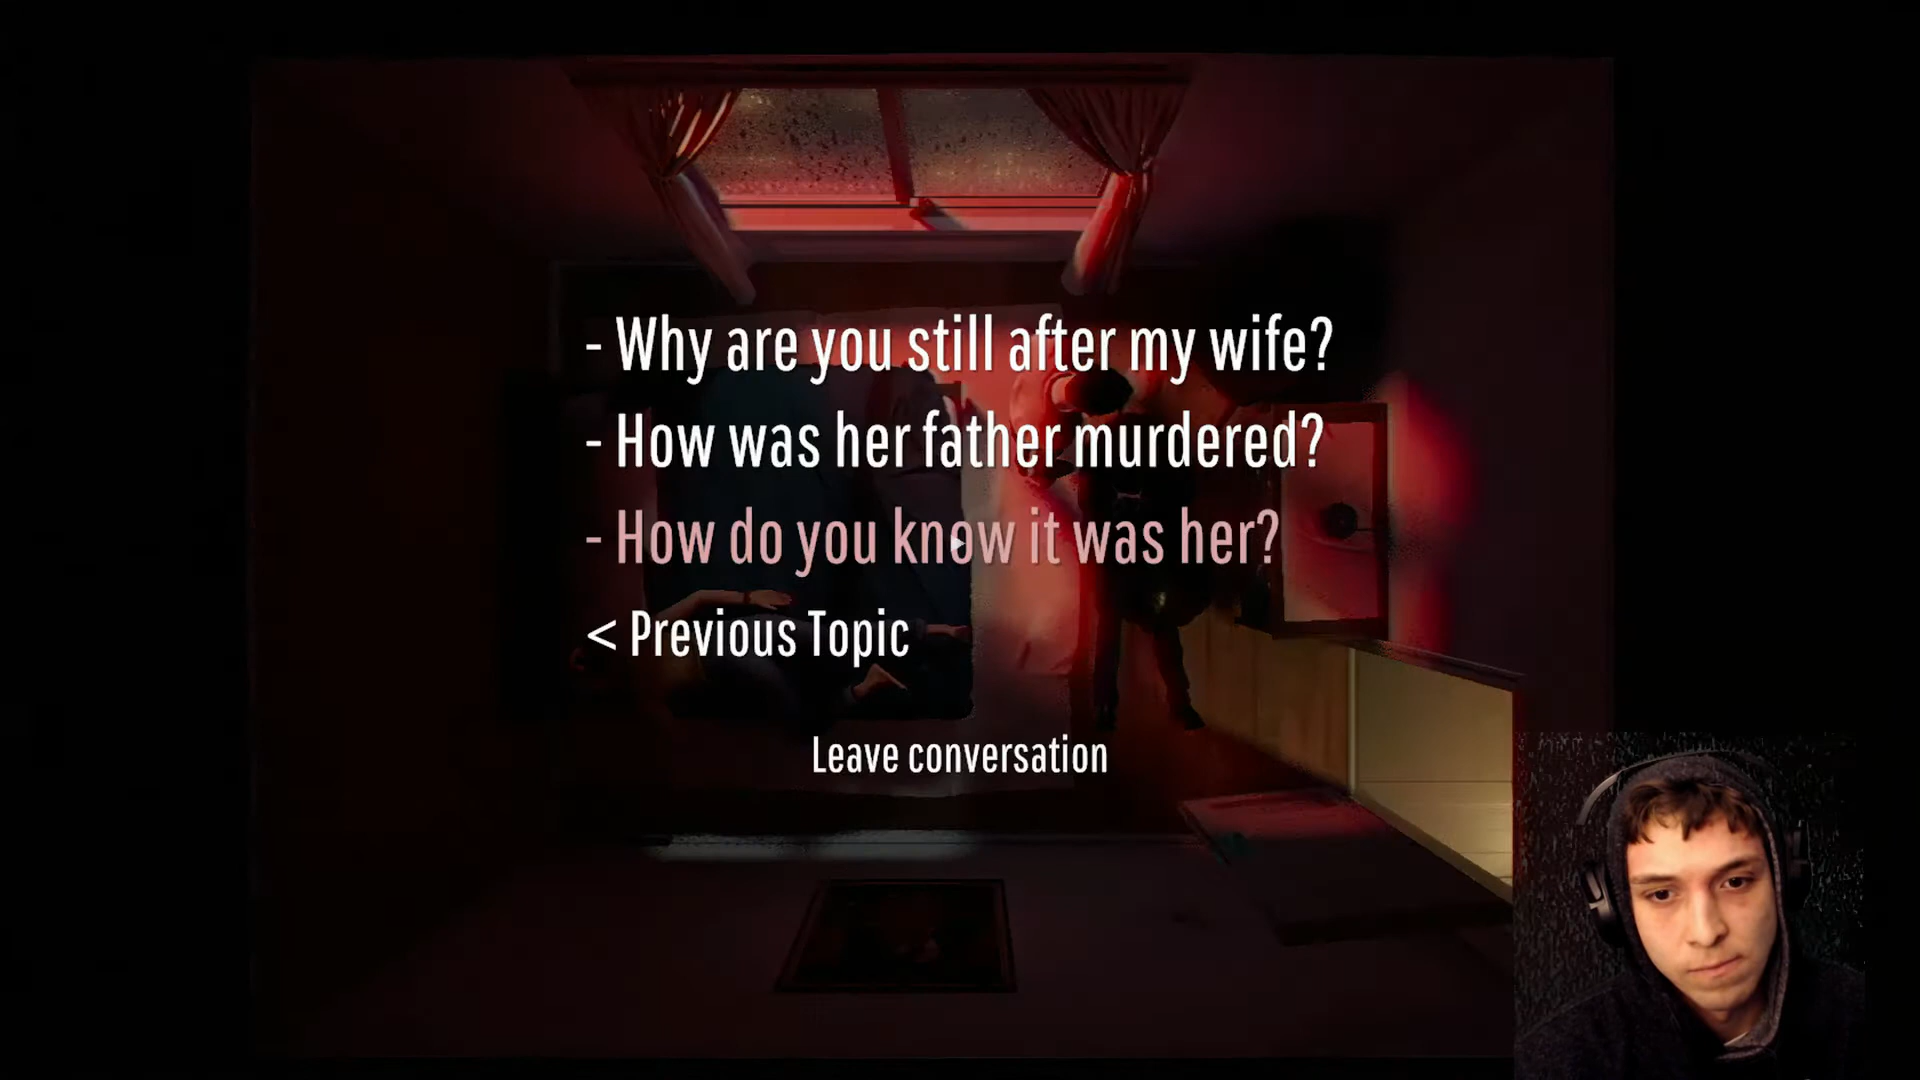 - Why are you still after my wife?
- How was her father murdered?
- How do you know it was her?
< Previous Topic
Leave conversation